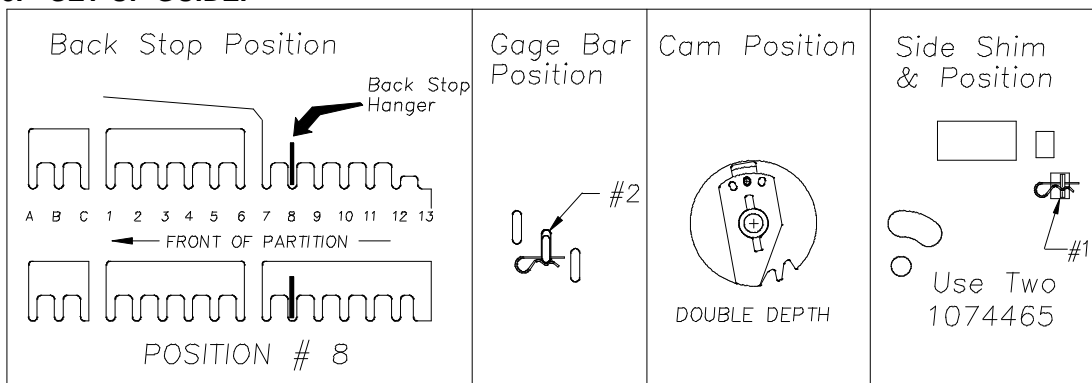 Back Stop Position
Back Stop
Hanger
A B C 1 2 3 4 5 6 7 8 9 10 11 12 13
FRONT OF PARTITION
POSITION # 8
Gage Bar
Position
#2
Cam Position
DOUBLE DEPTH
Side Shim
& Position
#1
Use Two
1074465